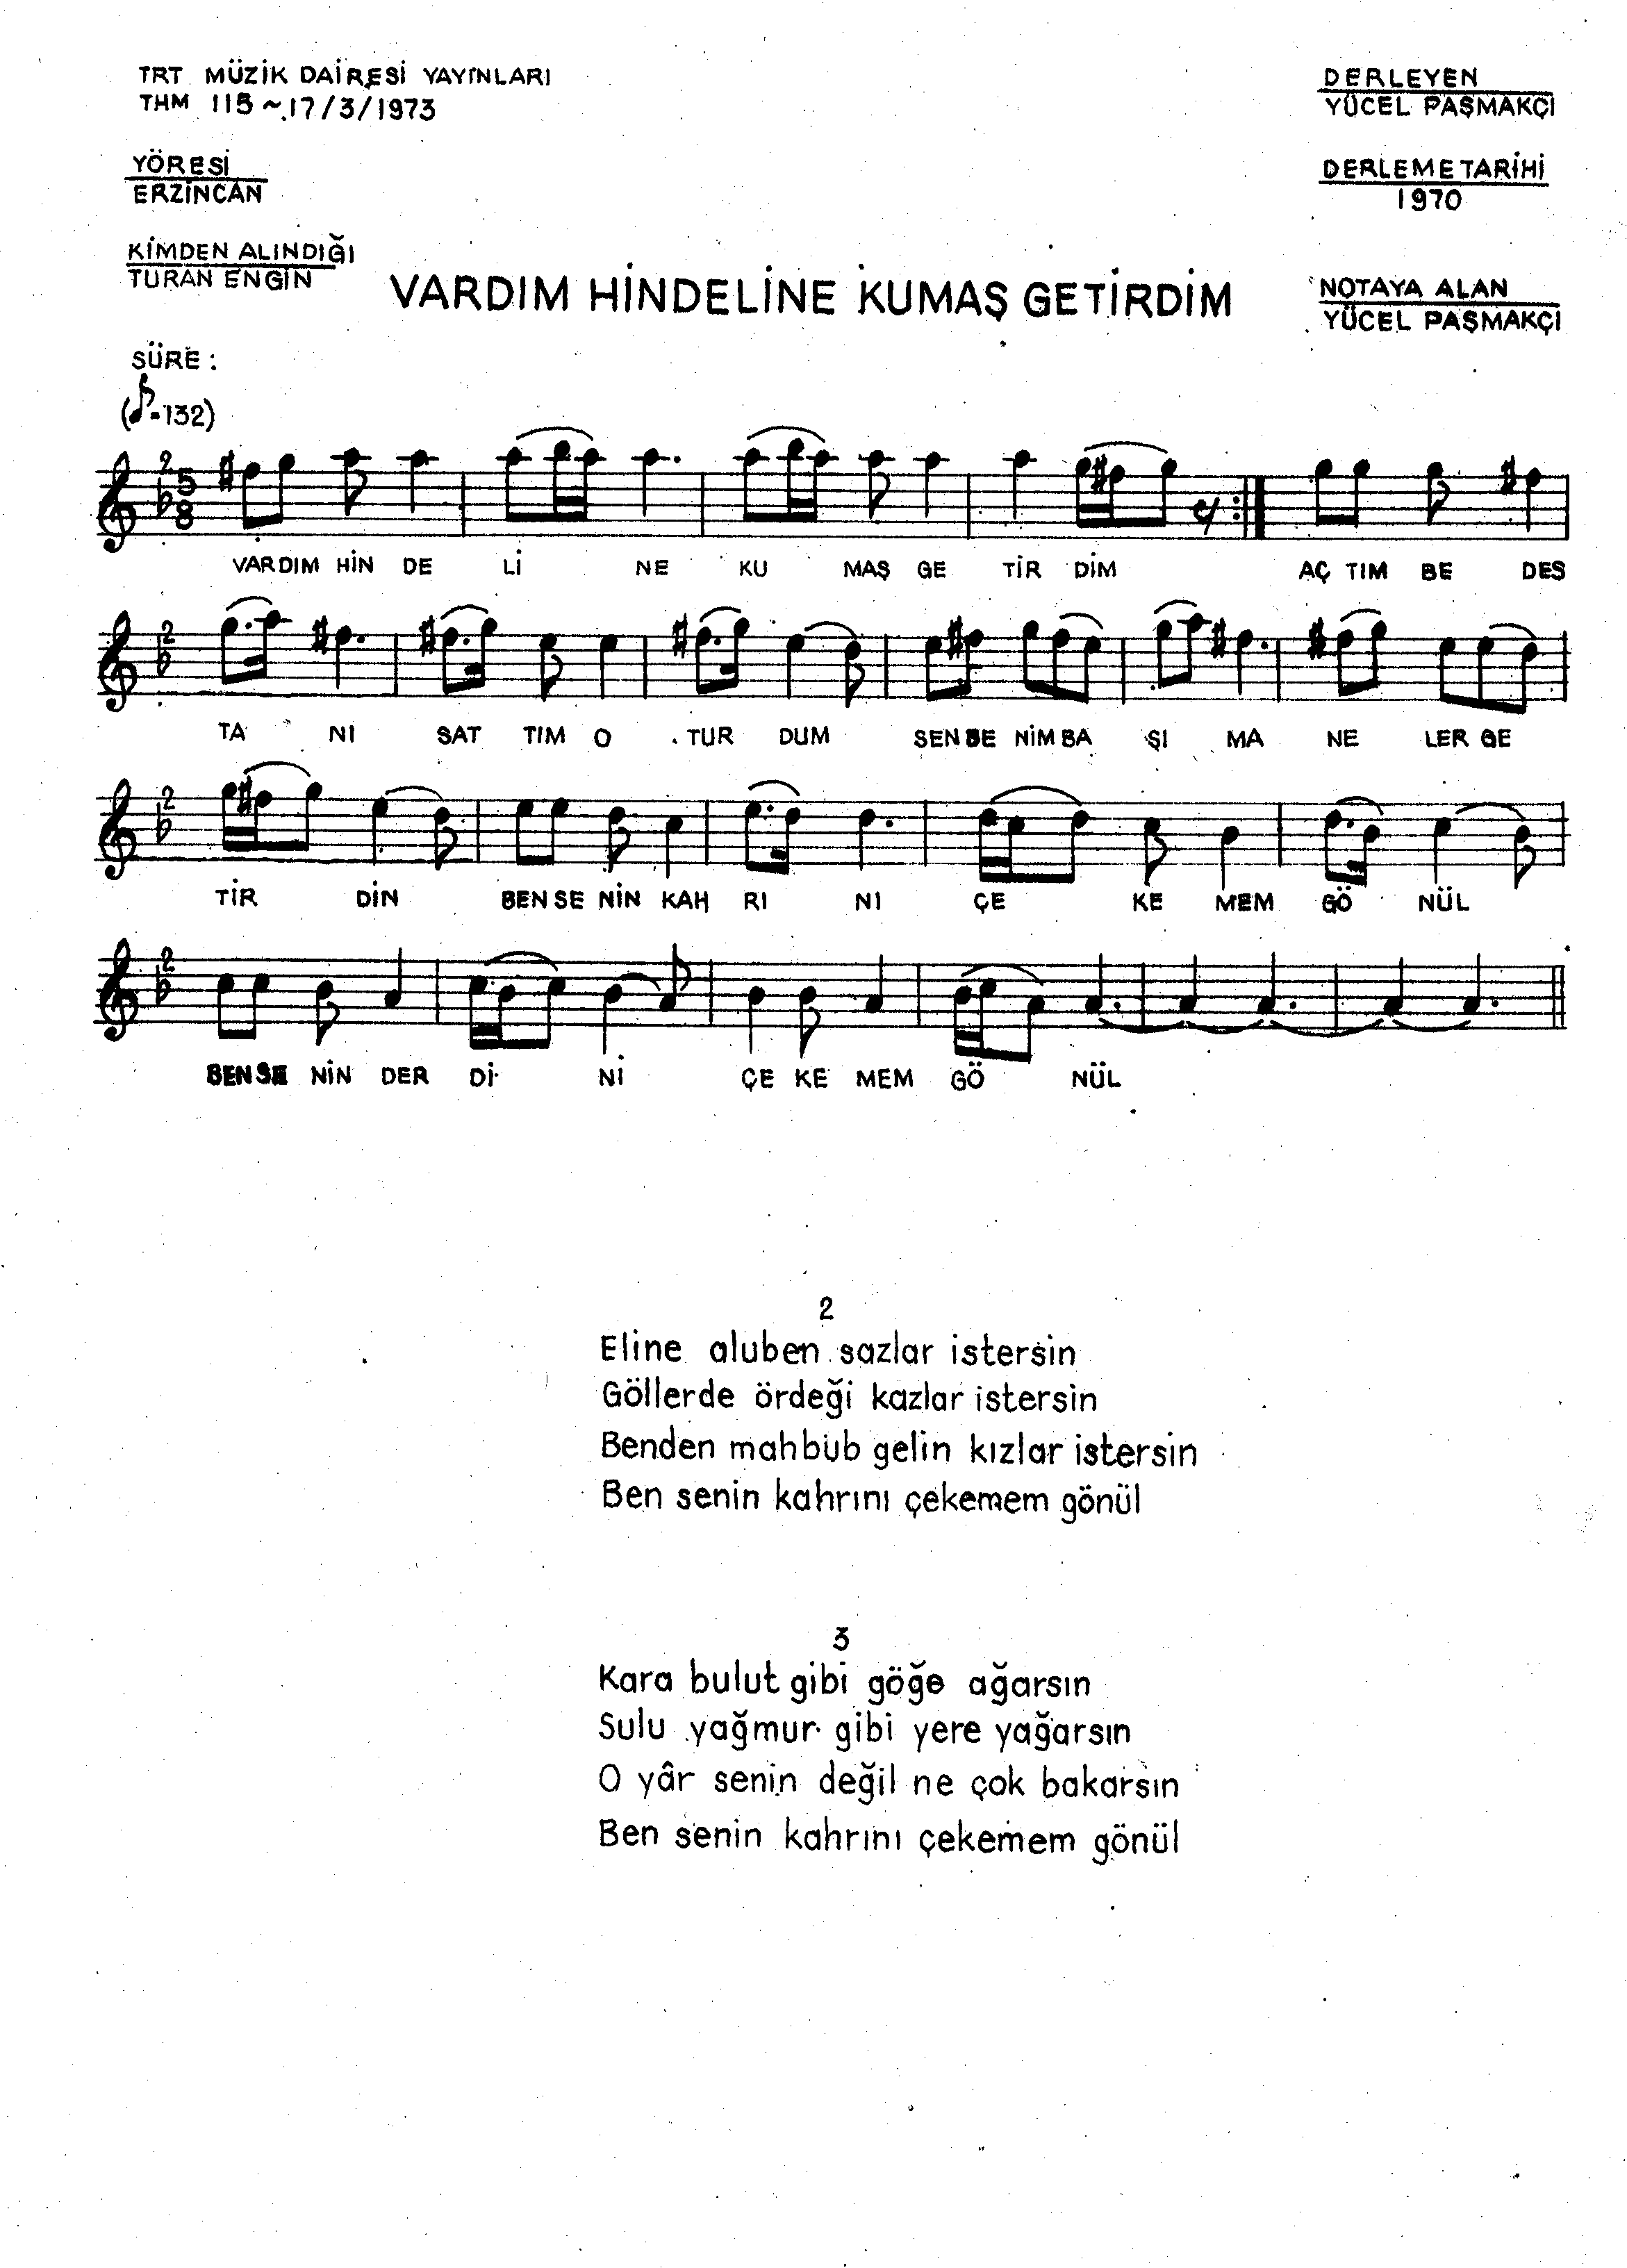 TRT MÜZİK DAİRESİ YAYINLARI
THM 115 ~ 17/3/1973
DERLEYEN
YÜCEL PAŞMAKÇI
YÖRESİ
ERZİNCAN
DERLEME TARİHİ
1970
KİMDEN ALINDIĞI
TURAN ENGİN
VARDIM HİNDELİNE KUMAŞ GETİRDİM
NOTAYA ALAN
YÜCEL PAŞMAKÇI
SÜRE :
(♪=132)
2
5
8
VARDIM HİN DE Lİ NE KU MAŞ GE TİR DİM AÇ TIM BE DES
2
TA NI SAT TIM O TUR DUM SEN BE NİM BA ŞI MA NE LER GE
2
TİR DİN BEN SE NİN KAH RI NI ÇE KE MEM GÖ NÜL
2
BEN SE NİN DER Dİ Nİ ÇE KE MEM GÖ NÜL
2
Eline aluben sazlar istersin
Göllerde ördeği kazlar istersin
Benden mahbub gelin kızlar istersin
Ben senin kahrını çekemem gönül
3
Kara bulut gibi göğe ağarsın
Sulu yağmur gibi yere yağarsın
O yâr senin değil ne çok bakarsın
Ben senin kahrını çekemem gönül